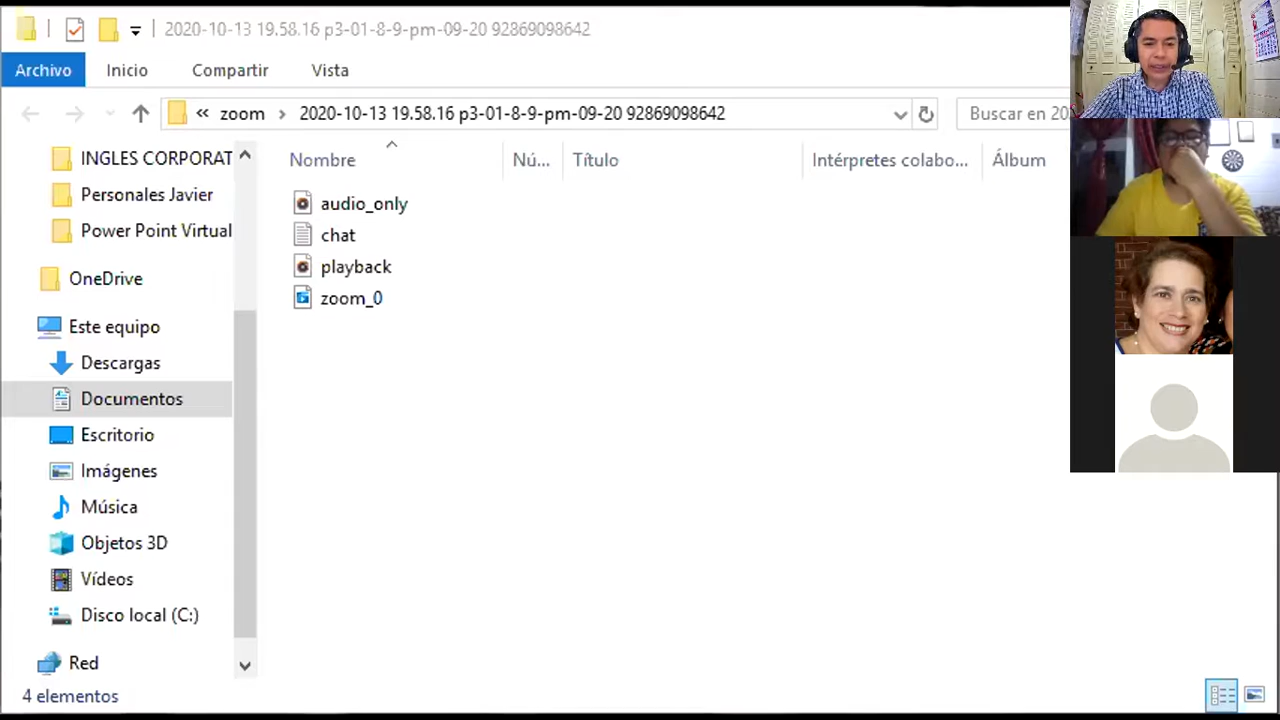 2020-10-13 19.58.16 p3-01-8-9-pm-09-20 92869098642
Archivo Inicio Compartir Vista
« zoom › 2020-10-13 19.58.16 p3-01-8-9-pm-09-20 92869098642
Buscar en 20
INGLES CORPORAT
Personales Javier
Power Point Virtual
OneDrive
Este equipo
Descargas
Documentos
Escritorio
Imágenes
Música
Objetos 3D
Vídeos
Disco local (C:)
Red
Nombre Nú... Título Intérpretes colabo... Álbum
audio_only
chat
playback
zoom_0
4 elementos